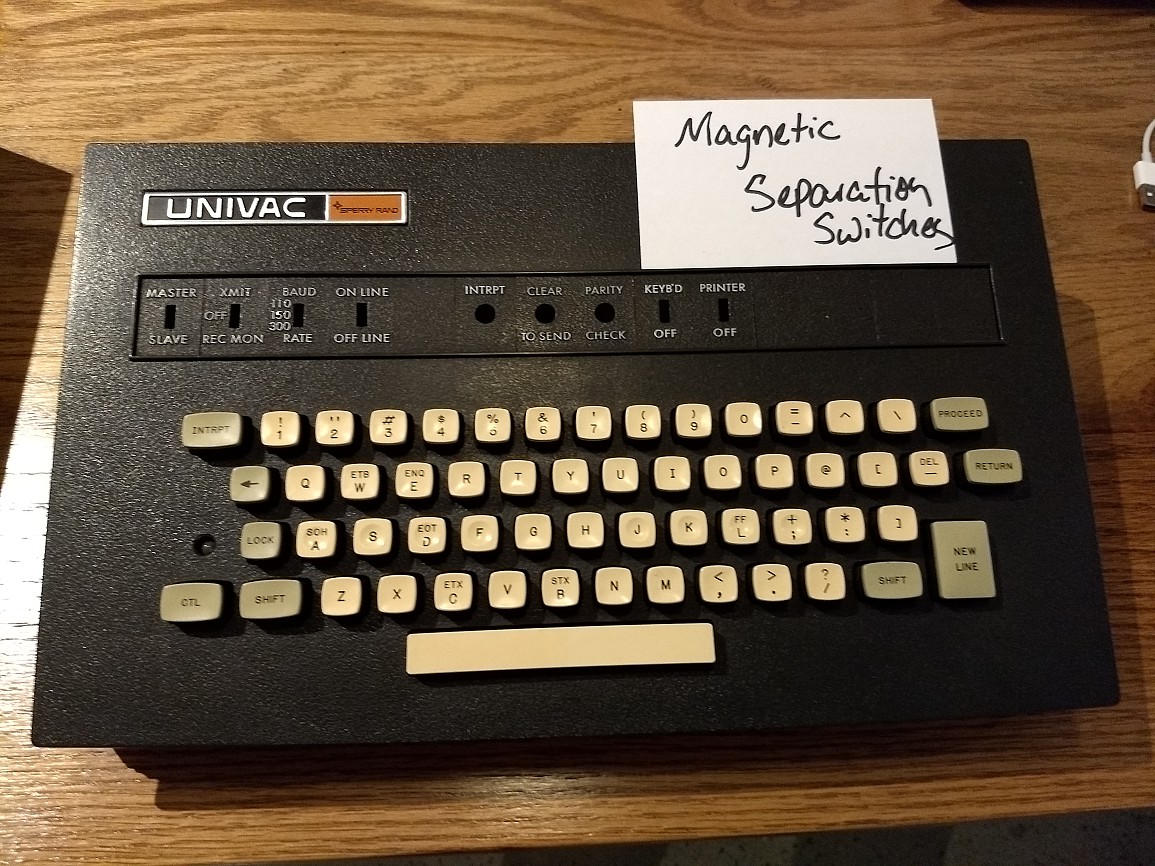 Magnetic
Separation
Switches
UNIVAC SPERRY RAND
MASTER XMIT BAUD ON LINE INTRPT CLEAR PARITY KEYB'D PRINTER
110
OFF 150
300
SLAVE REC MON RATE OFF LINE TO SEND CHECK OFF OFF
INTRPT ! 1 " 2 # 3 $ 4 % 5 & 6 ' 7 ( 8 ) 9 0 = - ^ \ PROCEED
← Q ETB W ENQ E R T Y U I O P @ [ DEL _ RETURN
LOCK SOH A S EOT D F G H J K FF L + ; * : ] NEW LINE
CTL SHIFT Z X ETX C V STX B N M < , > . ? / SHIFT